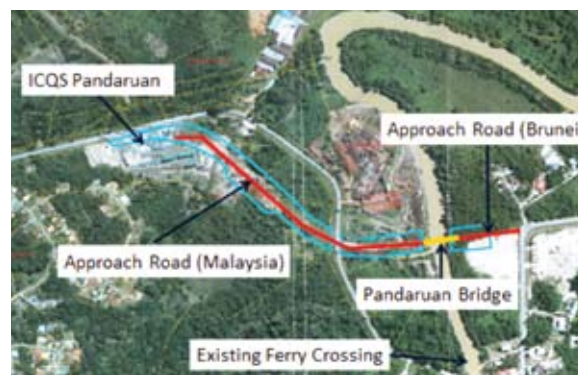 ICQS Pandaruan
Approach Road (Brunei
Approach Road (Malaysia)
Pandaruan Bridge
Existing Ferry Crossing